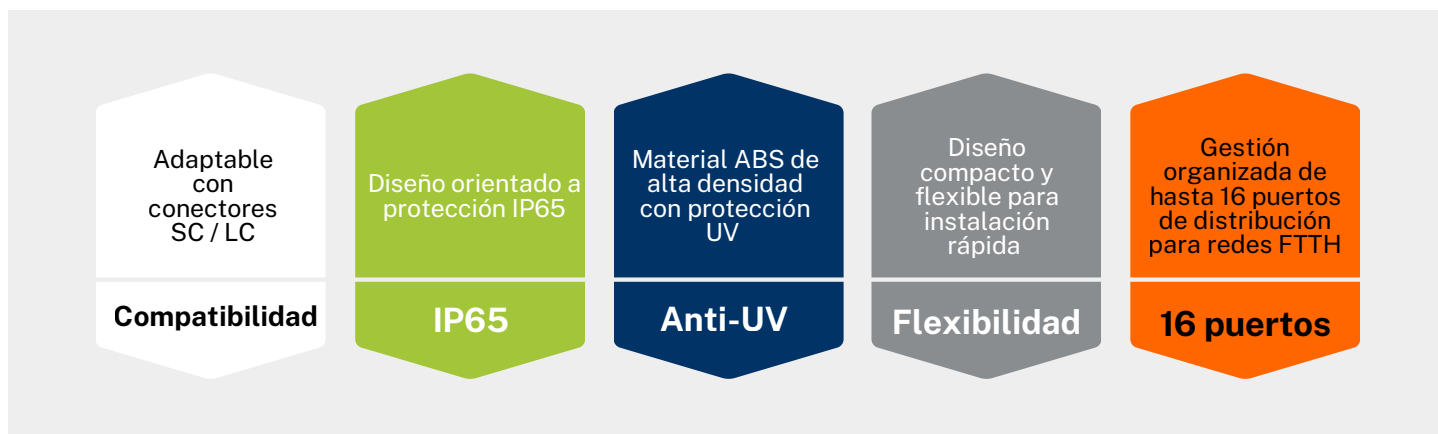 Adaptable
con
conectores
SC / LC
Compatibilidad
Diseño orientado a
protección IP65
IP65
Material ABS de
alta densidad
con protección
UV
Anti-UV
Diseño
compacto y
flexible para
instalación
rápida
Flexibilidad
Gestión
organizada de
hasta 16 puertos
de distribución
para redes FTTH
16 puertos